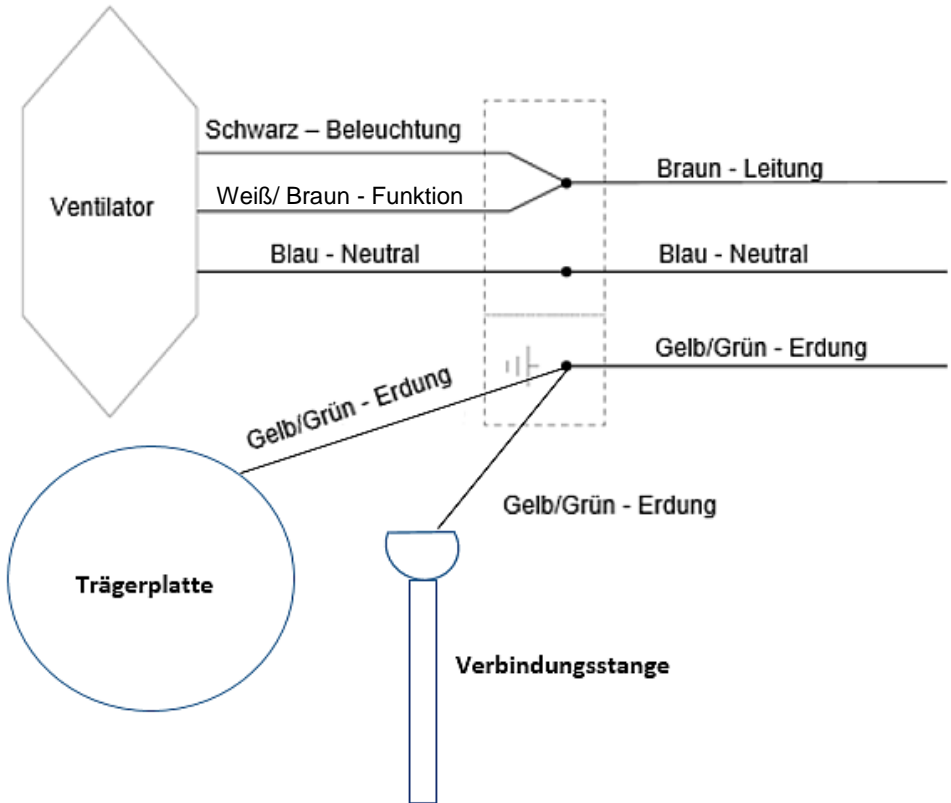 Schwarz – Beleuchtung
Braun - Leitung
Weiß/ Braun - Funktion
Ventilator
Blau - Neutral
Blau - Neutral
Gelb/Grün - Erdung
Gelb/Grün - Erdung
Gelb/Grün - Erdung
Trägerplatte
Verbindungsstange